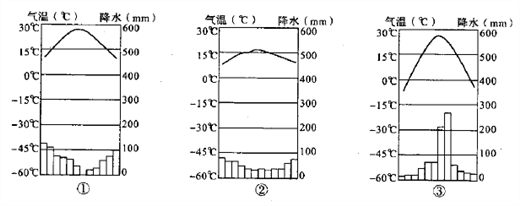 气温(℃) 降水(mm) 气温(℃) 降水(mm) 气温(℃) 降水(mm)
30℃ 600 30℃ 600 30℃ 600
15℃ 500 15℃ 500 15℃ 500
0℃ 400 0℃ 400 0℃ 400
-15℃ 300 -15℃ 300 -15℃ 300
-30℃ 200 -30℃ 200 -30℃ 200
-45℃ 100 -45℃ 100 -45℃ 100
-60℃ 0 -60℃ 0 -60℃ 0
① ② ③